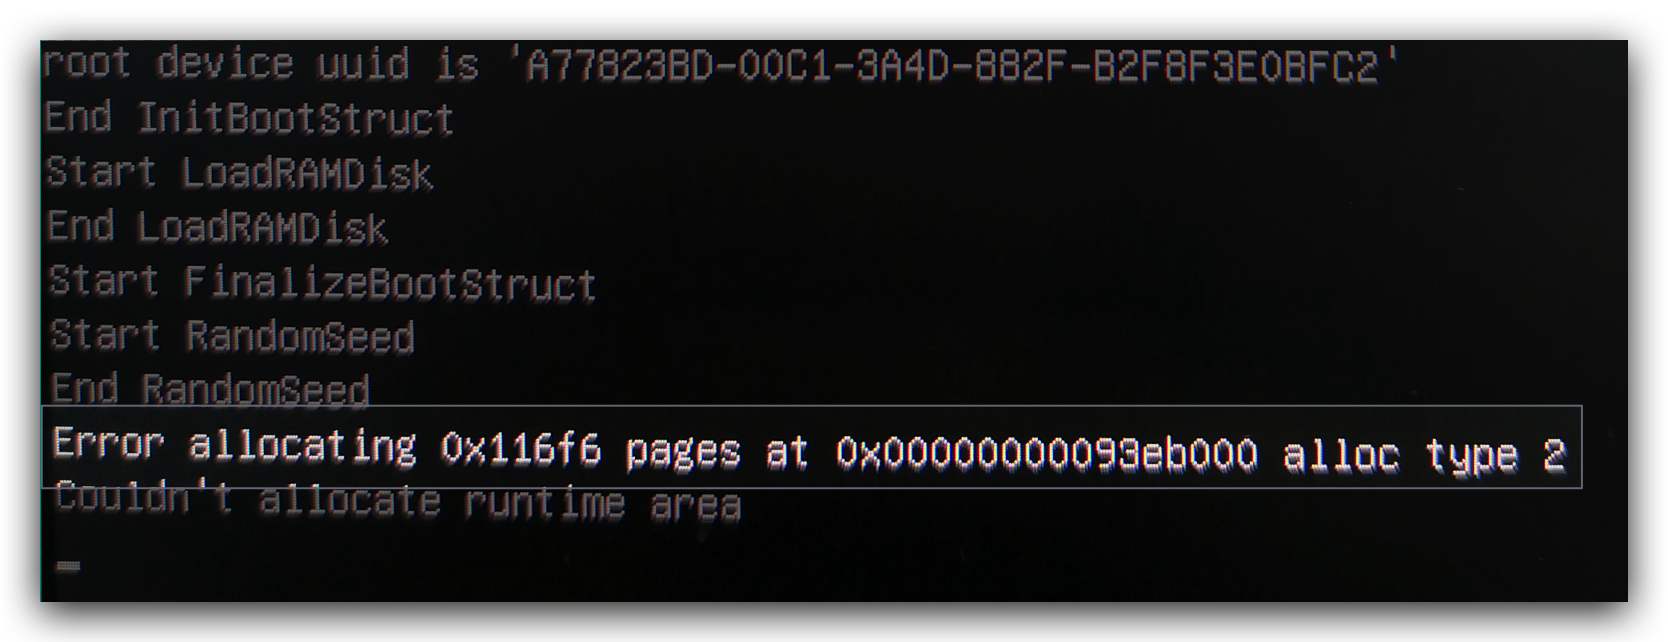 root device uuid is 'A77823BD-00C1-3A4D-882F-B2F8F3E0BFC2'
End InitBootStruct
Start LoadRAMDisk
End LoadRAMDisk
Start FinalizeBootStruct
Start RandomSeed
End RandomSeed
Error allocating 0x116f6 pages at 0x00000000093eb000 alloc type 2
Couldn't allocate runtime area